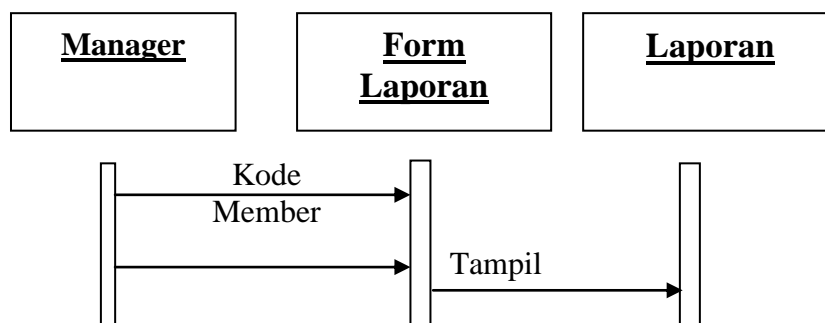 Manager
Form
Laporan
Laporan
Kode
Member
Tampil